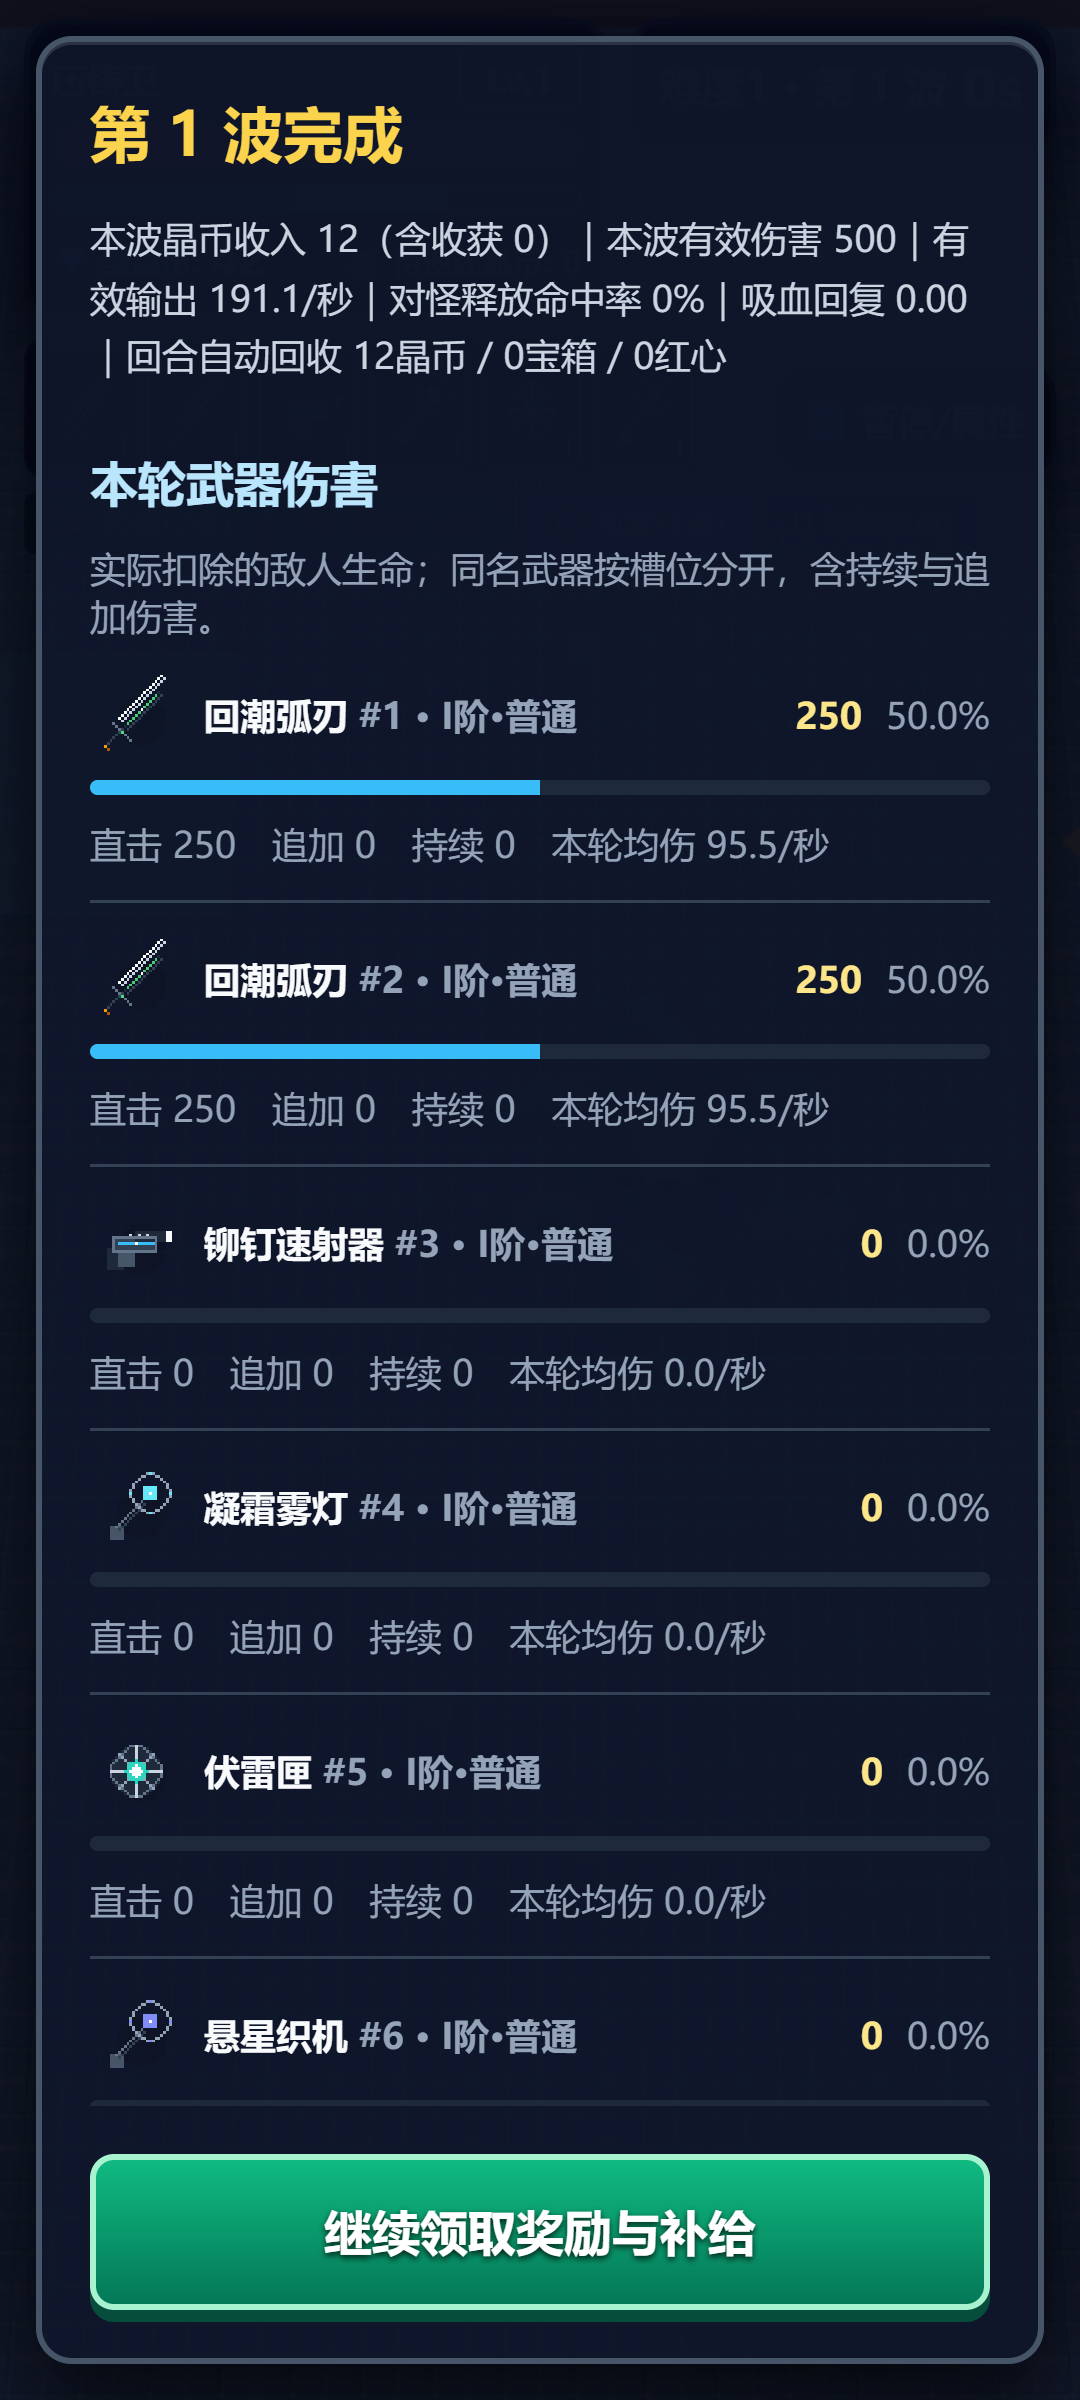 第 1 波完成
本波晶币收入 12（含收获 0）｜本波有效伤害 500｜有
效输出 191.1/秒｜对怪释放命中率 0%｜吸血回复 0.00
｜回合自动回收 12晶币 / 0宝箱 / 0红心
本轮武器伤害
实际扣除的敌人生命；同名武器按槽位分开，含持续与追
加伤害。
回潮弧刃 #1 · I阶·普通 250 50.0%
直击 250 追加 0 持续 0 本轮均伤 95.5/秒
回潮弧刃 #2 · I阶·普通 250 50.0%
直击 250 追加 0 持续 0 本轮均伤 95.5/秒
铆钉速射器 #3 · I阶·普通 0 0.0%
直击 0 追加 0 持续 0 本轮均伤 0.0/秒
凝霜雾灯 #4 · I阶·普通 0 0.0%
直击 0 追加 0 持续 0 本轮均伤 0.0/秒
伏雷匣 #5 · I阶·普通 0 0.0%
直击 0 追加 0 持续 0 本轮均伤 0.0/秒
悬星织机 #6 · I阶·普通 0 0.0%
继续领取奖励与补给